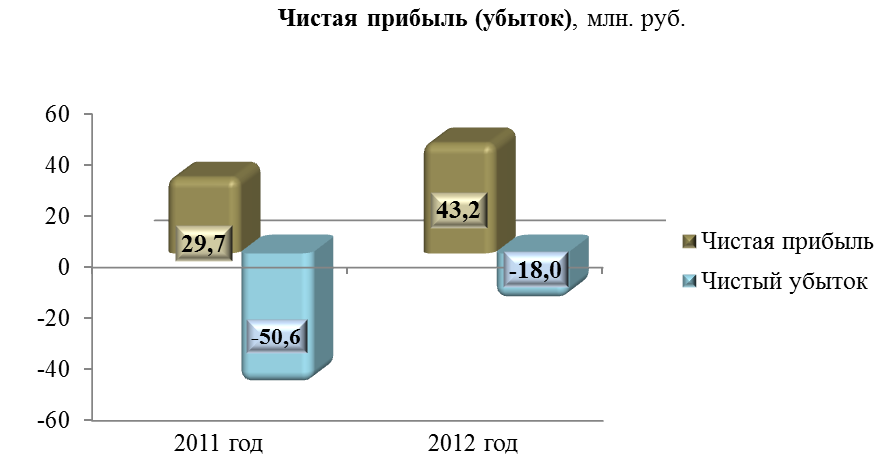 Чистая прибыль (убыток), млн. руб.
60
40
20
0
-20
-40
-60
29,7
-50,6
43,2
-18,0
2011 год
2012 год
Чистая прибыль
Чистый убыток